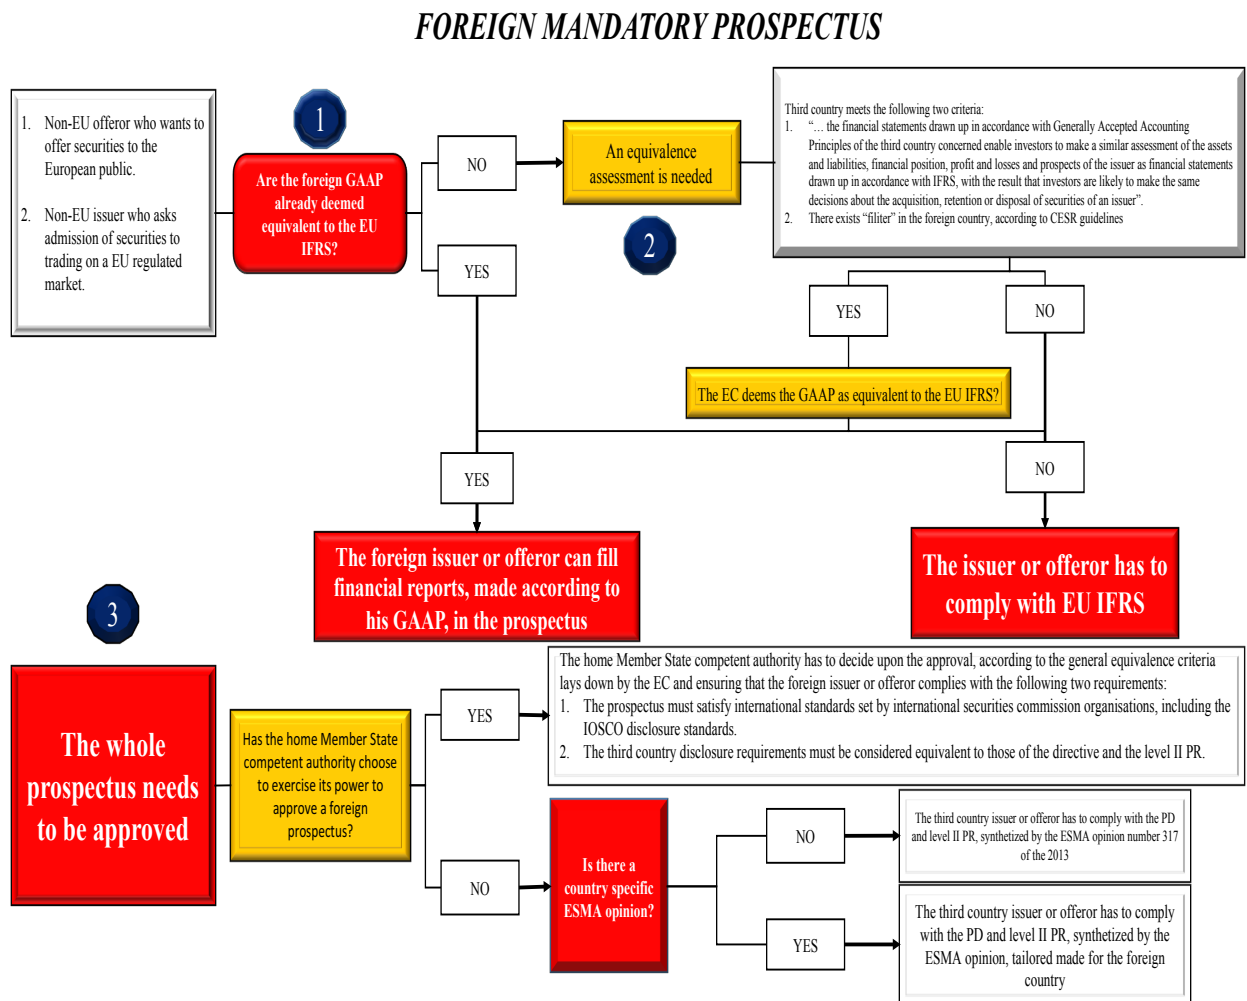 FOREIGN MANDATORY PROSPECTUS
1. Non-EU offeror who wants to
offer securities to the
European public.
2. Non-EU issuer who asks
admission of securities to
trading on a EU regulated
market.
1
Are the foreign GAAP
already deemed
equivalent to the EU
IFRS?
NO
YES
An equivalence
assessment is needed
2
Third country meets the following two criteria:
1. “… the financial statements drawn up in accordance with Generally Accepted Accounting
Principles of the third country concerned enable investors to make a similar assessment of the assets
and liabilities, financial position, profit and losses and prospects of the issuer as financial statements
drawn up in accordance with IFRS, with the result that investors are likely to make the same
decisions about the acquisition, retention or disposal of securities of an issuer”.
2. There exists “filiter” in the foreign country, according to CESR guidelines
YES
NO
The EC deems the GAAP as equivalent to the EU IFRS?
YES
NO
The foreign issuer or offeror can fill
financial reports, made according to
his GAAP, in the prospectus
The issuer or offeror has to
comply with EU IFRS
3
The whole
prospectus needs
to be approved
Has the home Member State
competent authority choose
to exercise its power to
approve a foreign
prospectus?
YES
The home Member State competent authority has to decide upon the approval, according to the general equivalence criteria
lays down by the EC and ensuring that the foreign issuer or offeror complies with the following two requirements:
1. The prospectus must satisfy international standards set by international securities commission organisations, including the
IOSCO disclosure standards.
2. The third country disclosure requirements must be considered equivalent to those of the directive and the level II PR.
NO
Is there a
country specific
ESMA opinion?
NO
The third country issuer or offeror has to comply with the PD
and level II PR, synthetized by the ESMA opinion number 317
of the 2013
YES
The third country issuer or offeror has to comply
with the PD and level II PR, synthetized by the
ESMA opinion, tailored made for the foreign
country